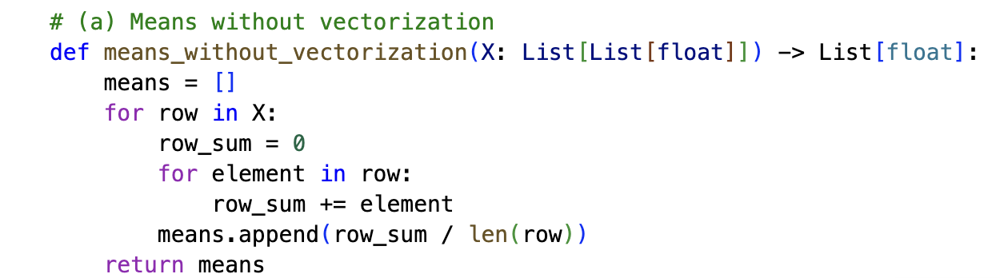 # (a) Means without vectorization
def means_without_vectorization(X: List[List[float]]) -> List[float]:
    means = []
    for row in X:
        row_sum = 0
        for element in row:
            row_sum += element
        means.append(row_sum / len(row))
    return means